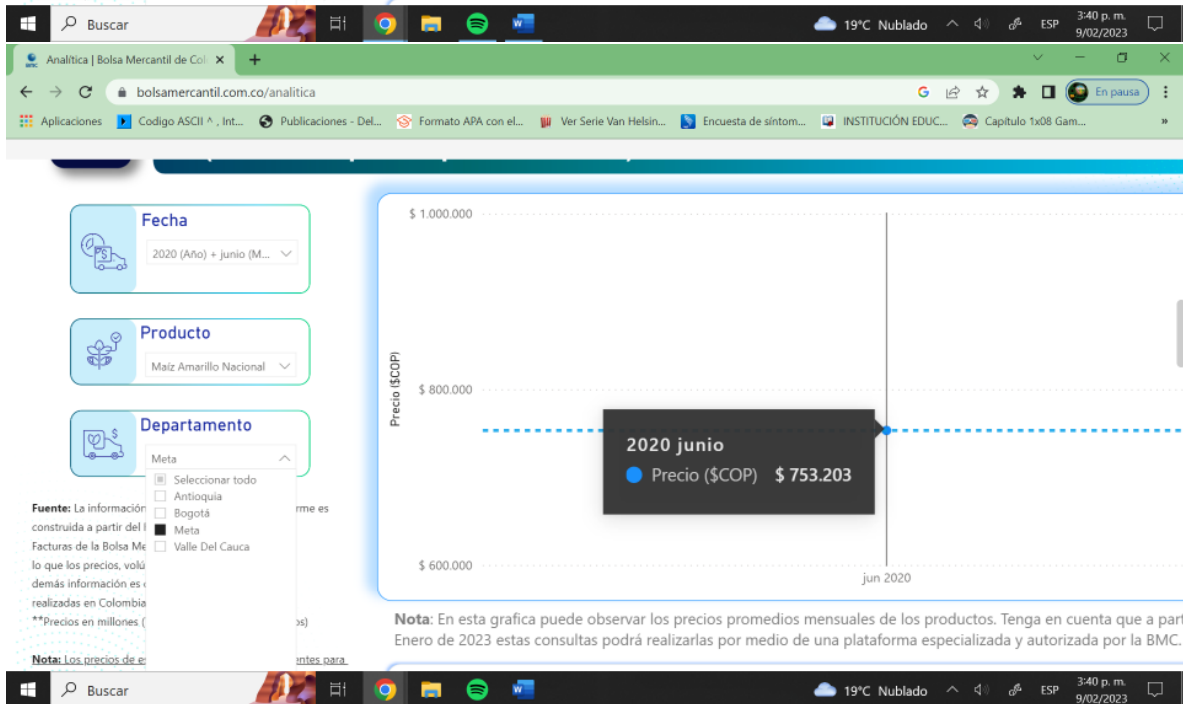 Buscar
19°C Nublado
ESP
3:40 p. m.
9/02/2023
Analítica | Bolsa Mercantil de Col
bolsamercantil.com.co/analitica
En pausa
Aplicaciones
Codigo ASCII ^ , Int...
Publicaciones - Del...
Formato APA con el...
Ver Serie Van Helsin...
Encuesta de síntom...
INSTITUCIÓN EDUC...
Capítulo 1x08 Gam...
»
Fecha
2020 (Año) + junio (M...
Producto
Maíz Amarillo Nacional
Departamento
Meta
Seleccionar todo
Antioquia
Bogotá
Meta
Valle Del Cauca
Fuente: La información
rme es
construida a partir del
Facturas de la Bolsa Me
lo que los precios, volú
demás información es
realizadas en Colombia
**Precios en millones (
os)
Nota: Los precios de es
entes para
Precio ($COP)
$ 1.000.000
$ 800.000
$ 600.000
2020 junio
Precio ($COP) $ 753.203
jun 2020
Nota: En esta grafica puede observar los precios promedios mensuales de los productos. Tenga en cuenta que a part
Enero de 2023 estas consultas podrá realizarlas por medio de una plataforma especializada y autorizada por la BMC.
Buscar
19°C Nublado
ESP
3:40 p. m.
9/02/2023